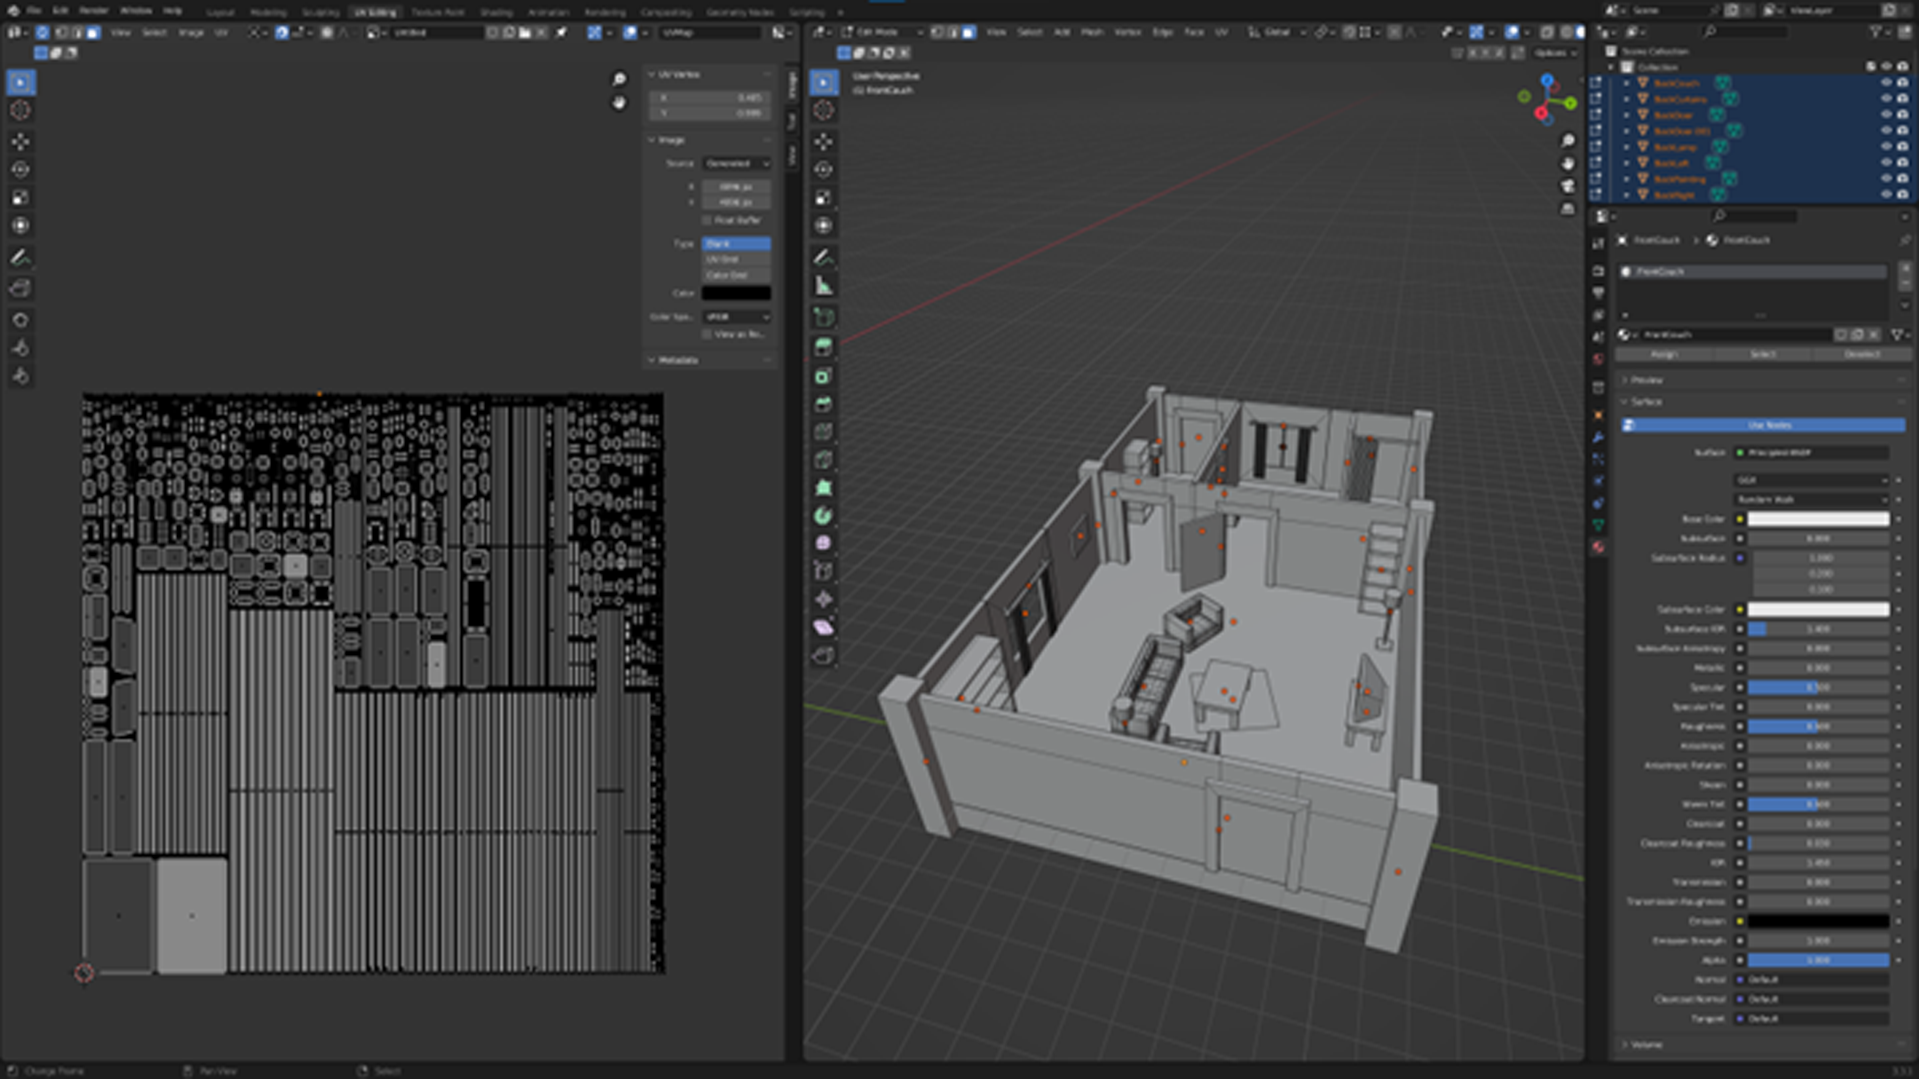 File Edit Render Window Help Layout Modeling Sculpting UV Editing Texture Paint Shading Animation Rendering Compositing Geometry Nodes Scripting +
Scene
ViewLayer
View Select Image UV
Untitled
UVMap
Edit Mode
View Select Add Mesh Vertex Edge Face UV
Global
Options
UV Vertex
X
Y
Image
Source Generated
X 4096 px
Y 4096 px
Float Buffer
Type Blank
UV Grid
Color Grid
Color
sRGB
Metadata
User Perspective
(1) FrontCouch
Scene Collection
Collection
BackCouch
BackCurtains
BackDoor
BackDoor.001
BackLamp
BackLeft
BackPainting
BackRight
FrontCouch > FrontCouch
FrontCouch
FrontCouch
Assign Select Deselect
Preview
Surface
Use Nodes
Surface Principled BSDF
GGX
Random Walk
Base Color
Subsurface 0.000
Subsurface Radius 1.000
0.200
0.100
Subsurface Color
Subsurface IOR 1.400
Subsurface Anisotropy 0.000
Metallic 0.000
Specular 0.500
Specular Tint 0.000
Roughness
Anisotropic 0.000
Anisotropic Rotation 0.000
Sheen 0.000
Sheen Tint
Clearcoat 0.000
Clearcoat Roughness 0.030
IOR 1.450
Transmission 0.000
Transmission Roughness 0.000
Emission
Emission Strength 1.000
Alpha 1.000
Normal Default
Clearcoat Normal Default
Tangent Default
Volume
Change Frame Pan View Select